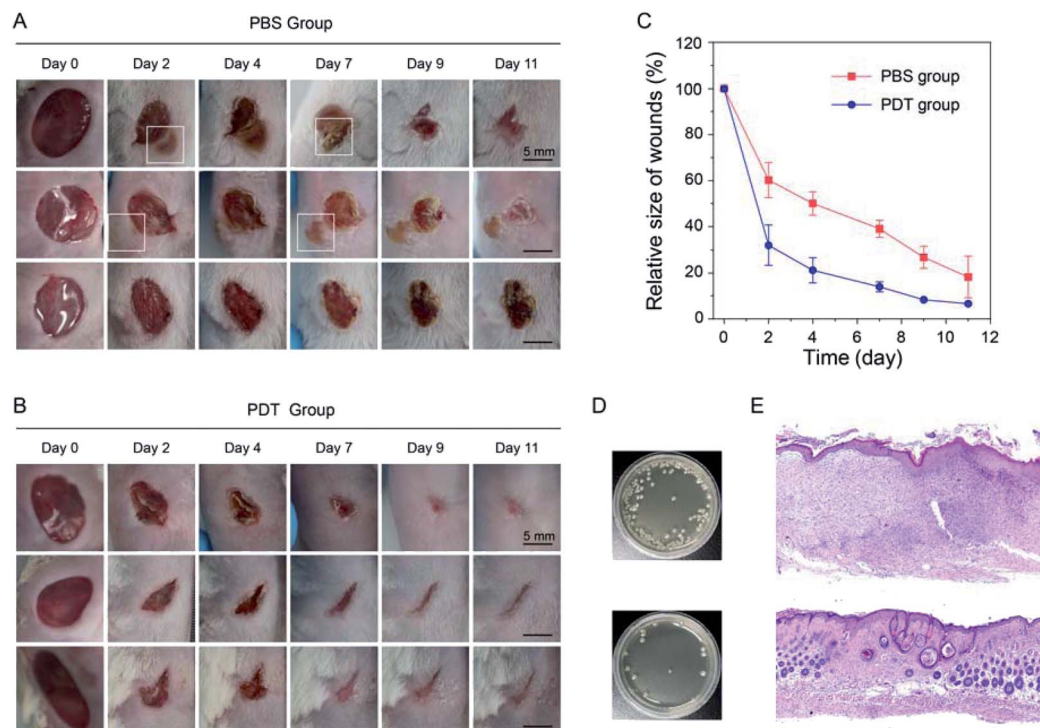 A
PBS Group
Day 0 Day 2 Day 4 Day 7 Day 9 Day 11
5 mm
B
PDT Group
Day 0 Day 2 Day 4 Day 7 Day 9 Day 11
5 mm
C
Relative size of wounds (%)
120
100
80
60
40
20
0
PBS group
PDT group
0 2 4 6 8 10 12
Time (day)
D
E